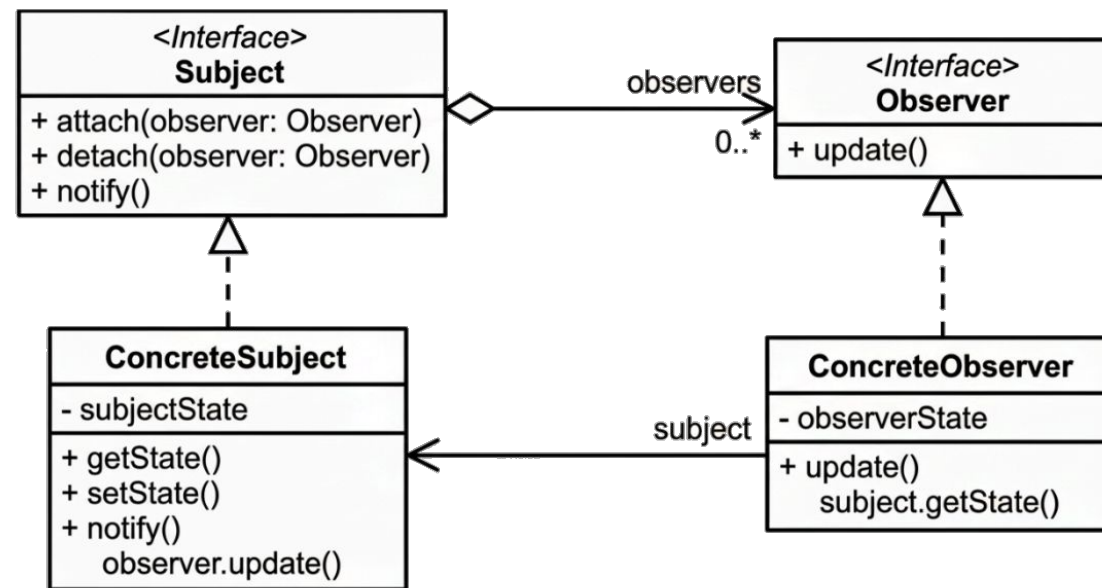 <Interface>
Subject
+ attach(observer: Observer)
+ detach(observer: Observer)
+ notify()
observers
0..*
<Interface>
Observer
+ update()
ConcreteSubject
- subjectState
+ getState()
+ setState()
+ notify()
observer.update()
subject
ConcreteObserver
- observerState
+ update()
subject.getState()